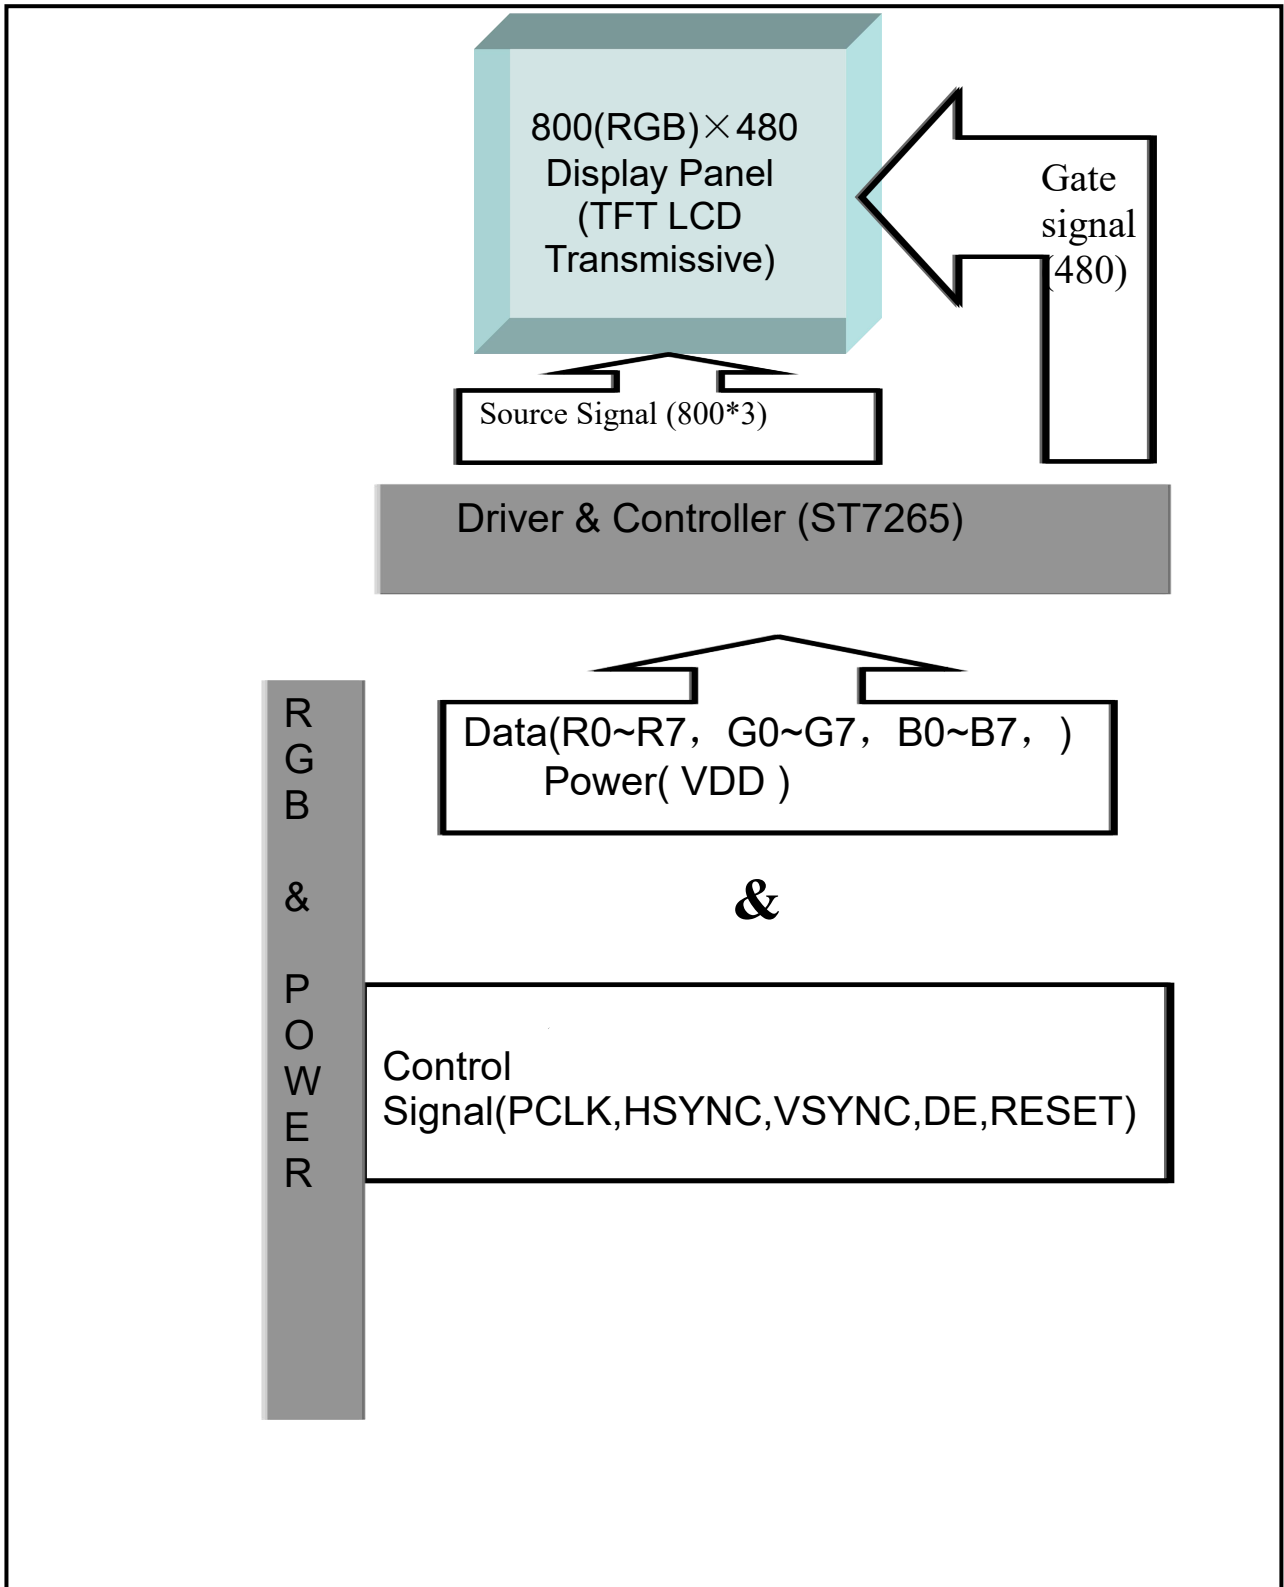 800(RGB)×480
Display Panel
(TFT LCD
Transmissive)
Gate
signal
(480)
Source Signal (800*3)
Driver & Controller (ST7265)
R
G
B
&
P
O
W
E
R
Data(R0~R7，G0~G7，B0~B7，)
Power( VDD )
&
Control
Signal(PCLK,HSYNC,VSYNC,DE,RESET)